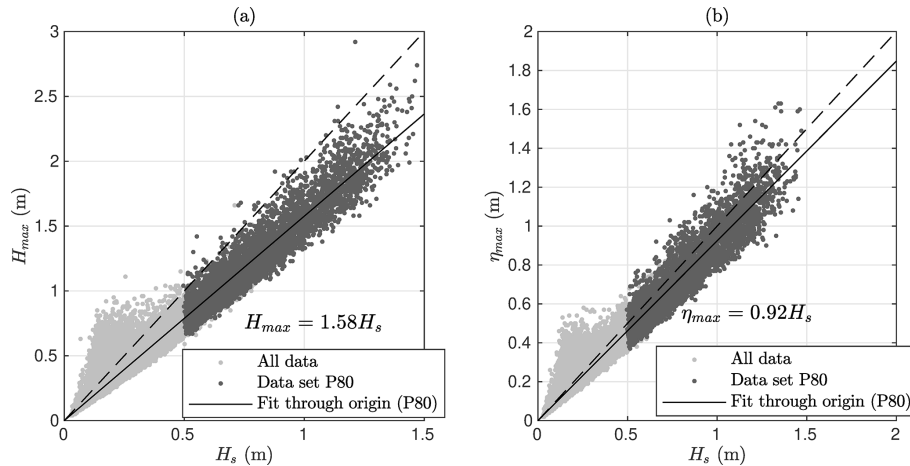 (a)
3
2.5
2
1.5
1
0.5
0
H_max (m)
H_max = 1.58H_s
All data
Data set P80
Fit through origin (P80)
0 0.5 1 1.5
H_s (m)
(b)
2
1.8
1.6
1.4
1.2
1
0.8
0.6
0.4
0.2
0
η_max (m)
η_max = 0.92H_s
All data
Data set P80
Fit through origin (P80)
0 0.5 1 1.5 2
H_s (m)